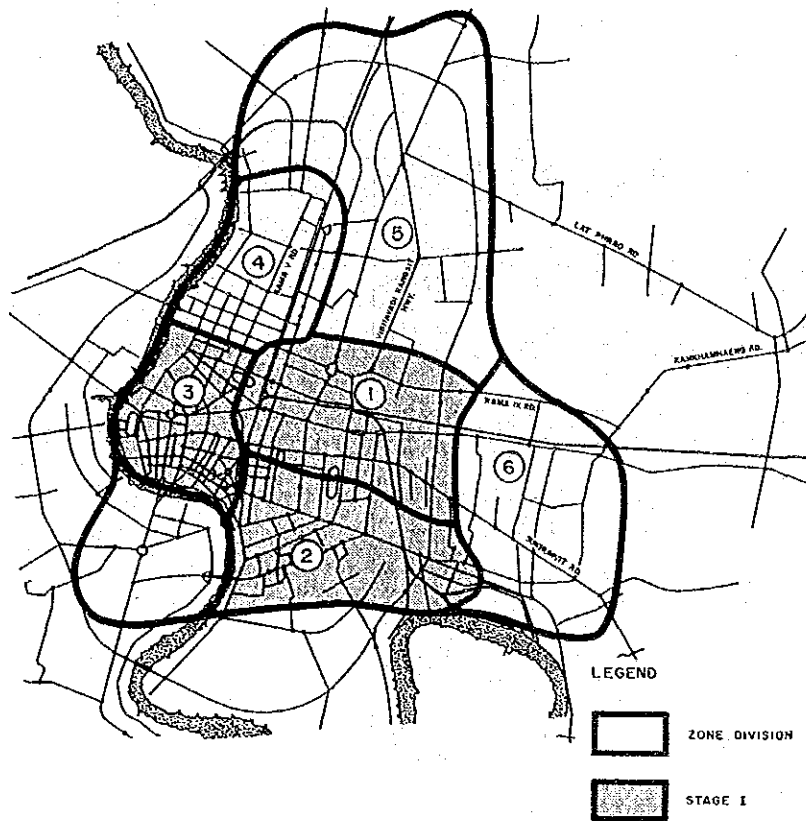 LAT PHRAO RD.
5
4
RAMA V RD.
VIBHAVADI RANGSIT
HWY.
RAMKHAMHAENG RD.
3
1
RAMA IX RD.
6
2
SUKHUMVIT RD.
LEGEND
ZONE DIVISION
STAGE I